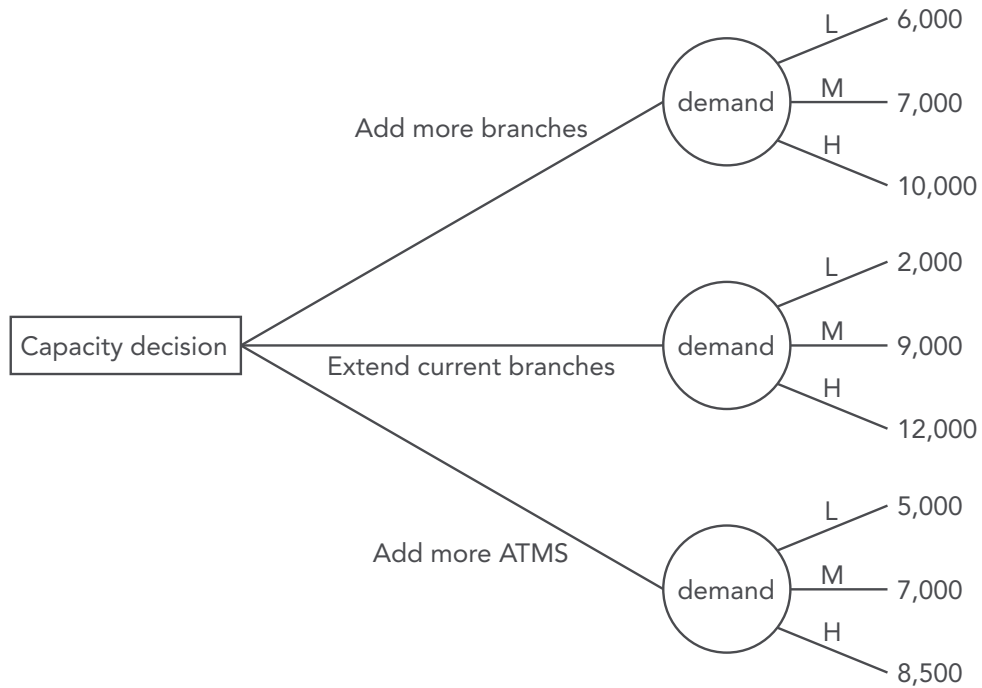 L 6,000
Add more branches demand M 7,000
H 10,000
L 2,000
Capacity decision Extend current branches demand M 9,000
H 12,000
L 5,000
Add more ATMS demand M 7,000
H 8,500